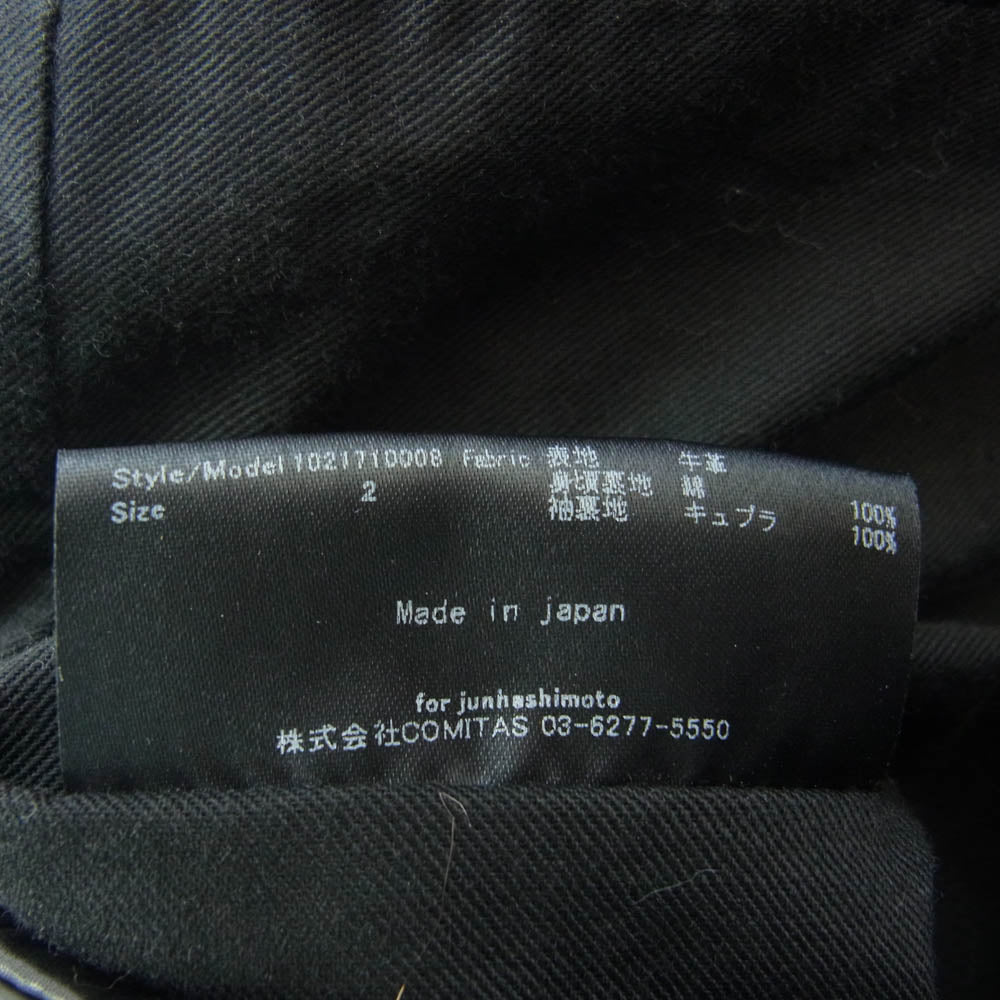 Style/Model 1021710008 Fabric 表地 牛革
Size 2 身頃裏地 綿 100%
袖裏地 キュプラ 100%
Made in japan
for junhashimoto
株式会社COMITAS 03-6277-5550